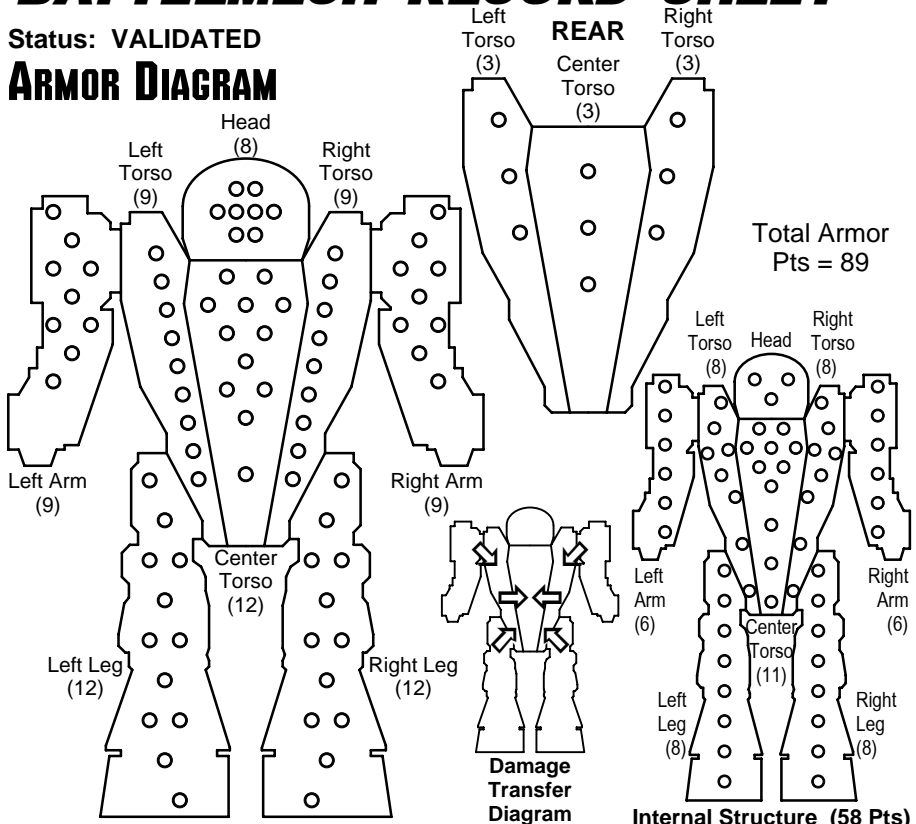 BATTLEMECH RECORD SHEET
Status: VALIDATED
ARMOR DIAGRAM
Head
(8)
Left
Torso
(9)
Right
Torso
(9)
Left Arm
(9)
Right Arm
(9)
Center
Torso
(12)
Left Leg
(12)
Right Leg
(12)
REAR
Left
Torso
(3)
Center
Torso
(3)
Right
Torso
(3)
Total Armor
Pts = 89
Left
Torso
(8)
Head
Right
Torso
(8)
Left
Arm
(6)
Right
Arm
(6)
Center
Torso
(11)
Left
Leg
(8)
Right
Leg
(8)
Damage
Transfer
Diagram
Internal Structure (58 Pts)